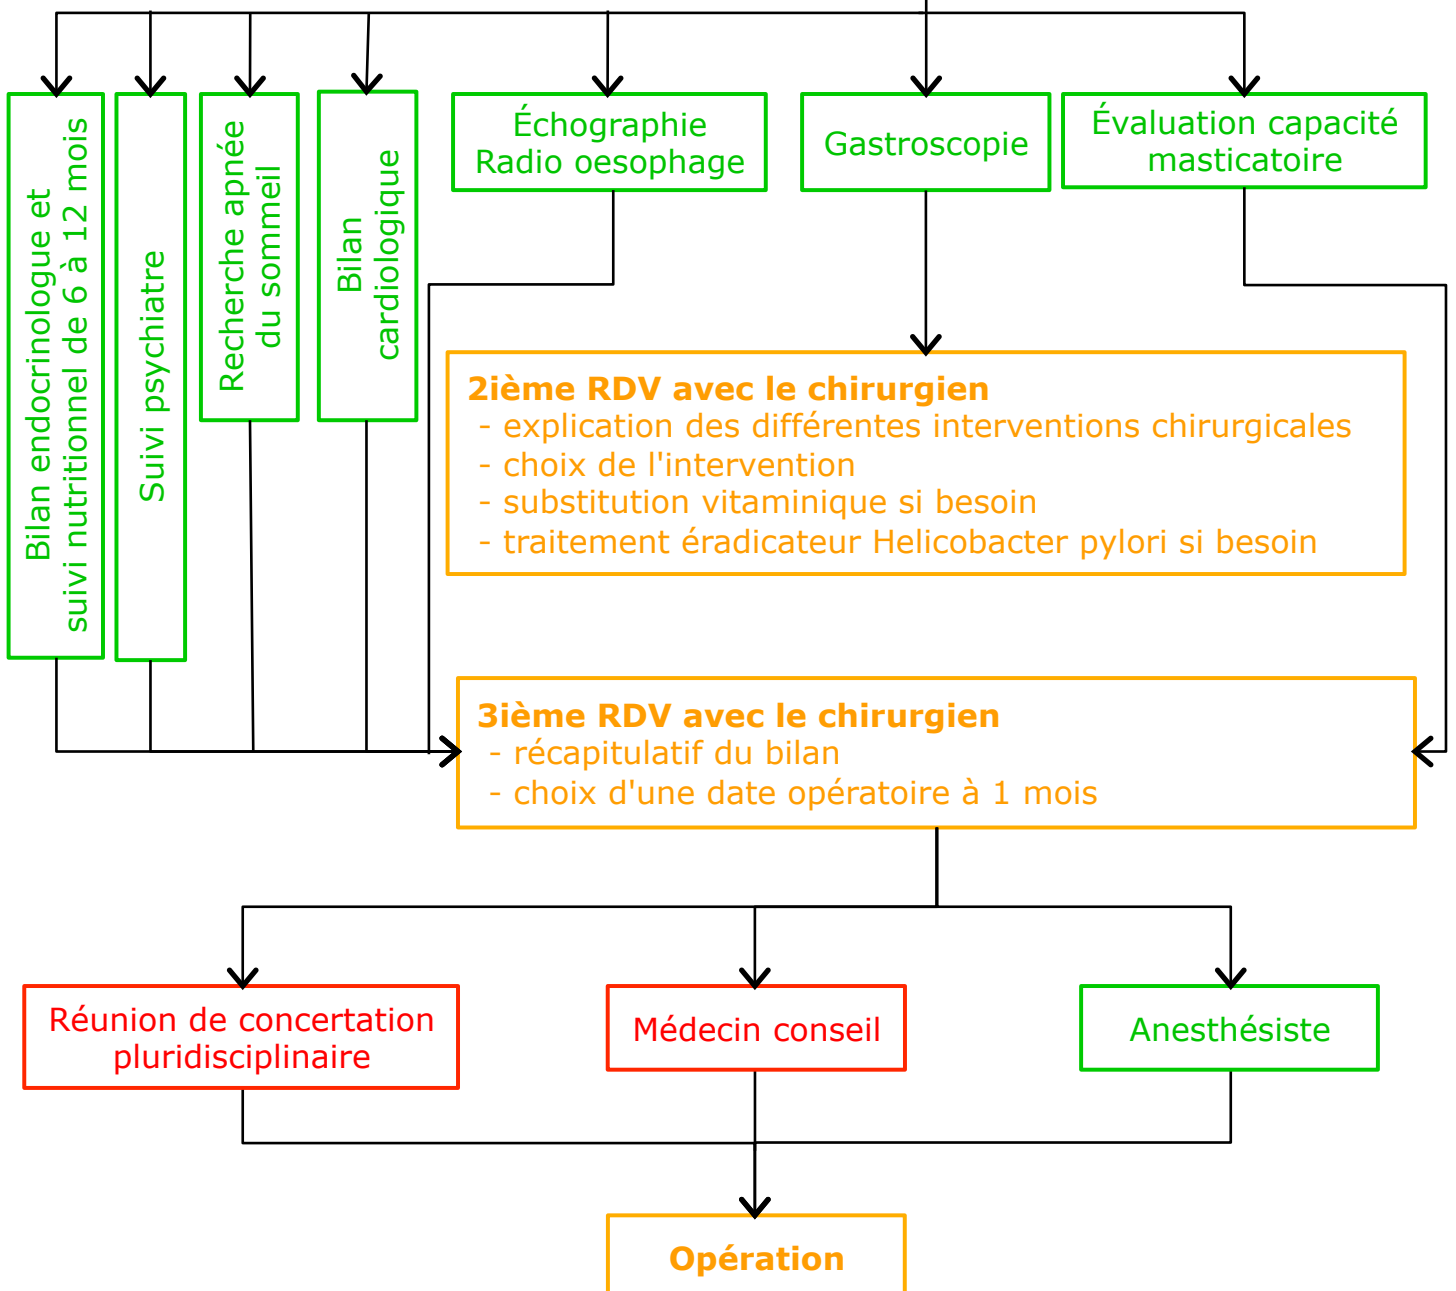 Bilan endocrinologue et
suivi nutritionnel de 6 à 12 mois
Suivi psychiatre
Recherche apnée
du sommeil
Bilan
cardiologique
Échographie
Radio oesophage
Gastroscopie
Évaluation capacité
masticatoire
2ième RDV avec le chirurgien
- explication des différentes interventions chirurgicales
- choix de l'intervention
- substitution vitaminique si besoin
- traitement éradicateur Helicobacter pylori si besoin
3ième RDV avec le chirurgien
- récapitulatif du bilan
- choix d'une date opératoire à 1 mois
Réunion de concertation
pluridisciplinaire
Médecin conseil
Anesthésiste
Opération